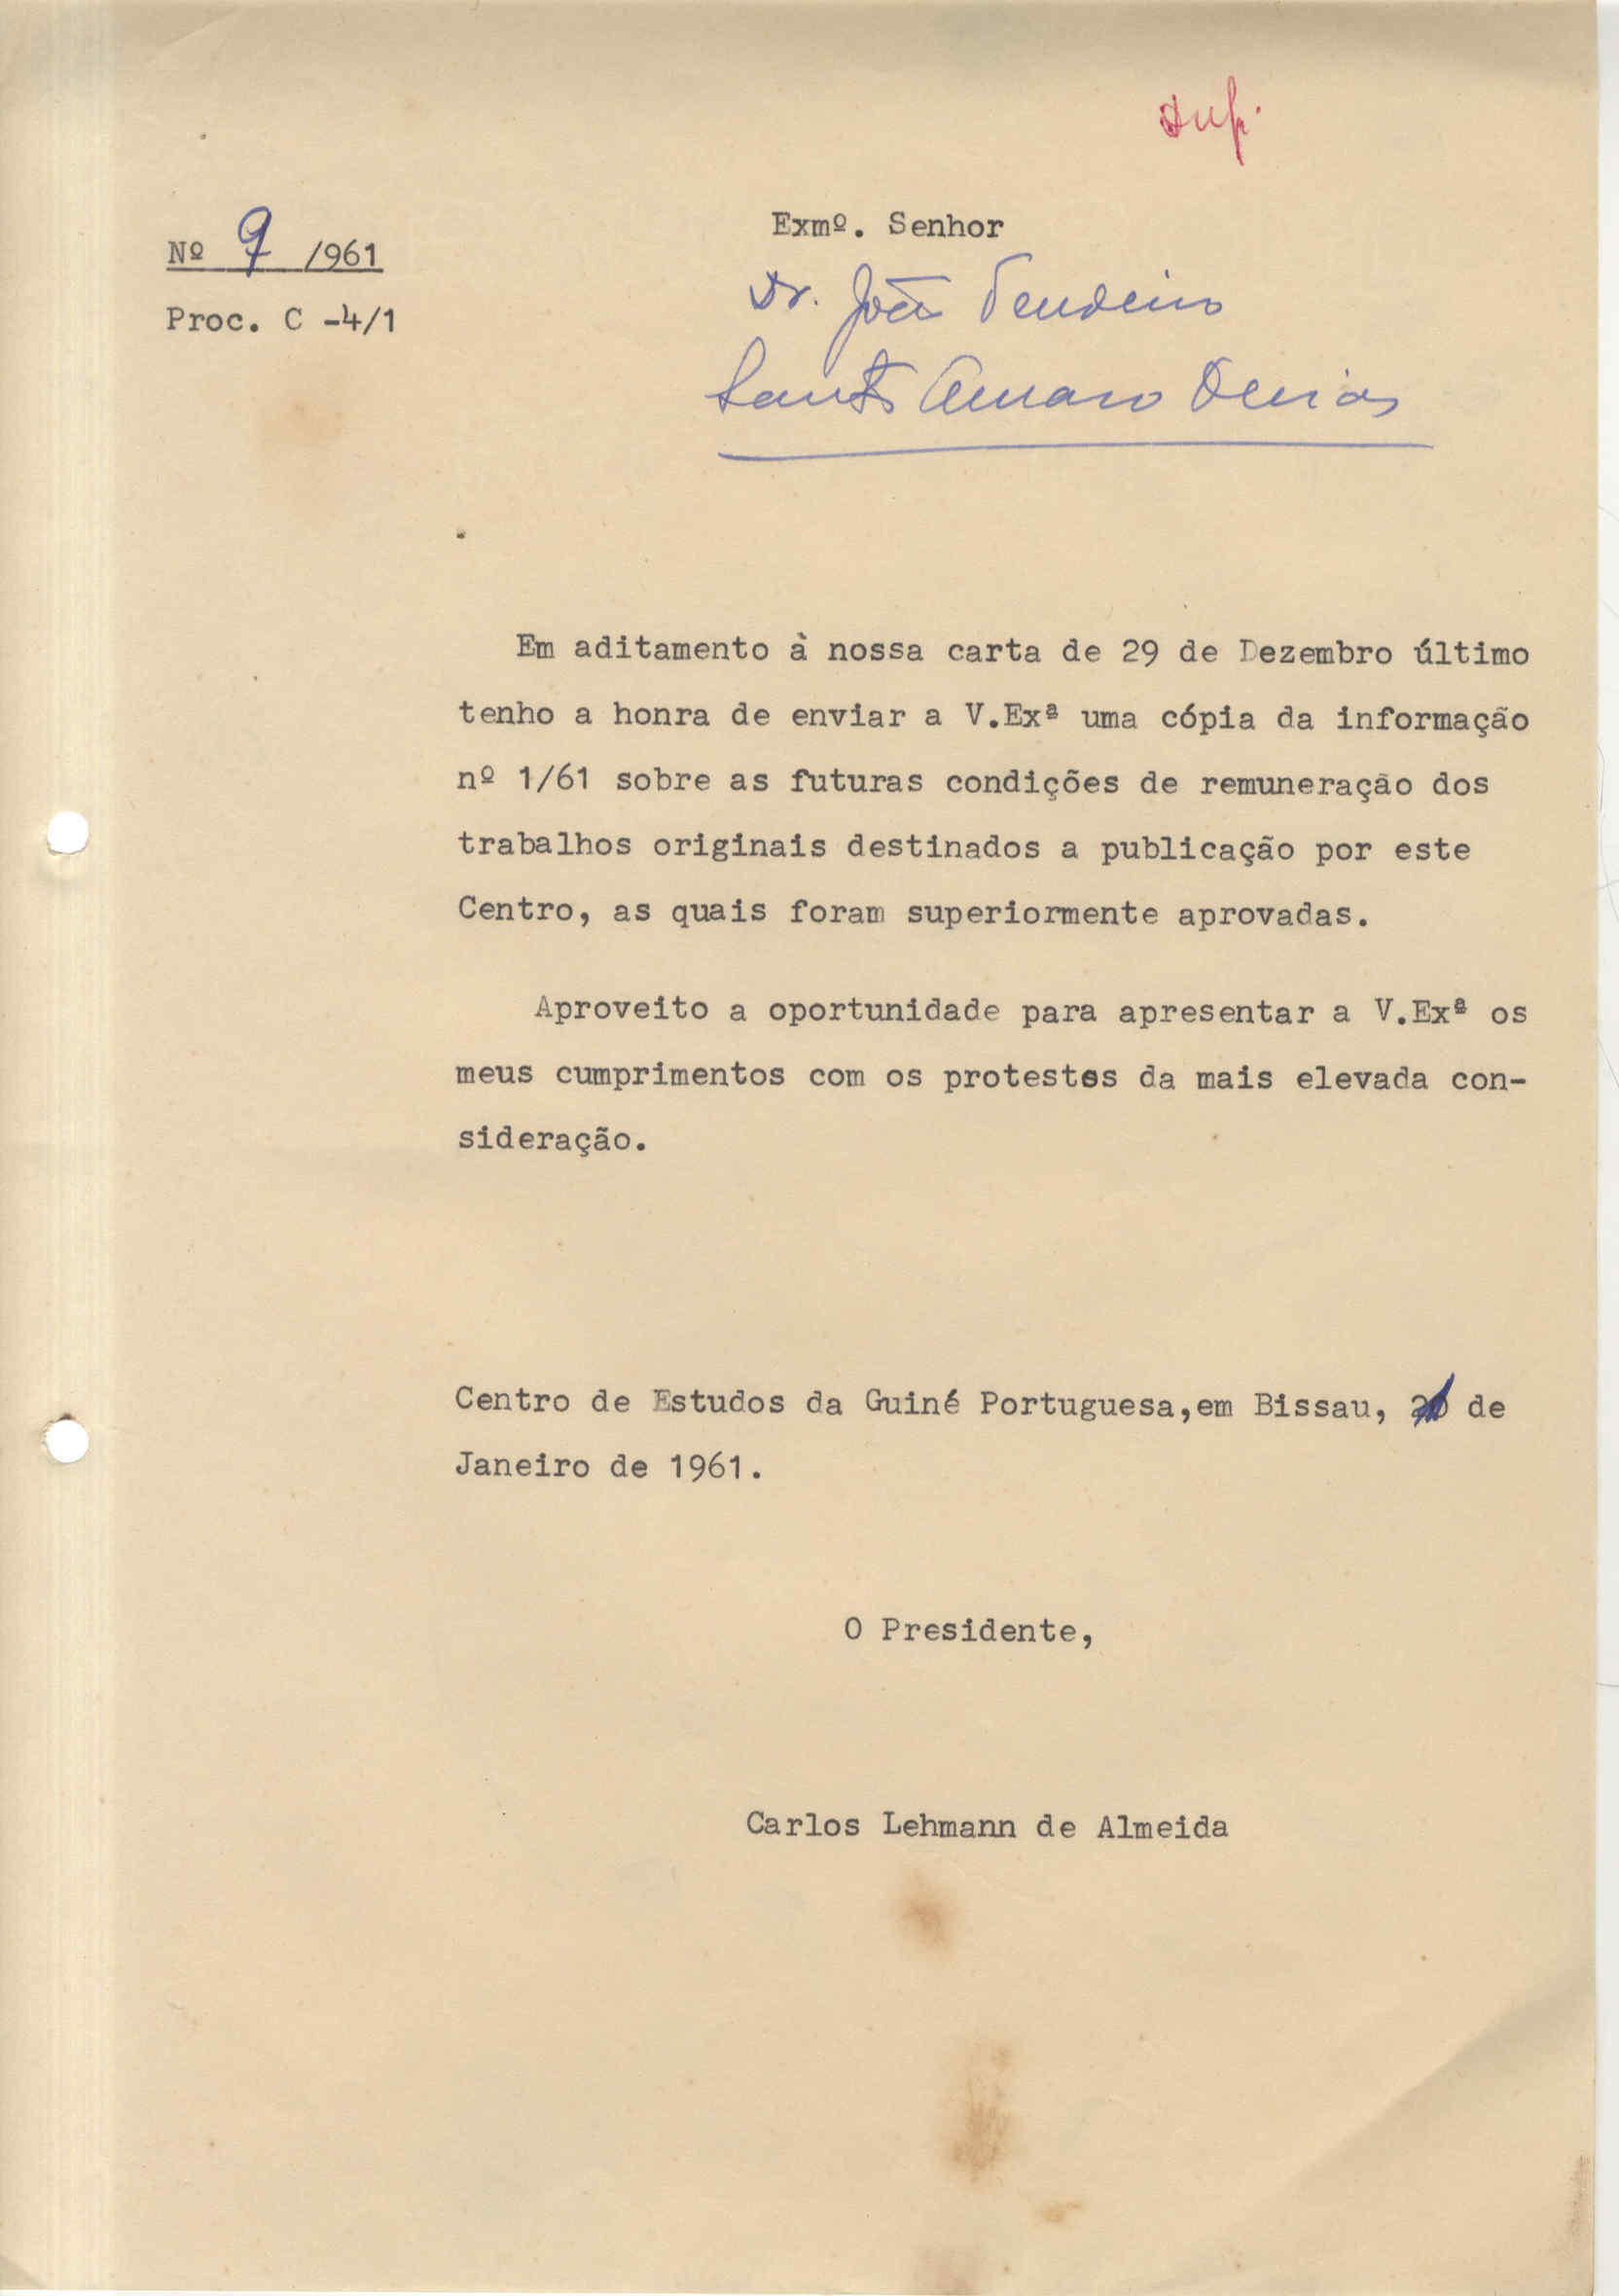 Dup.
Exmº. Senhor
Nº 9 /961
Dr. João Tendeiro
Proc. C -4/1
Santo Amaro Oeiras
Em aditamento à nossa carta de 29 de Dezembro último
tenho a honra de enviar a V.Exª uma cópia da informação
nº 1/61 sobre as futuras condições de remuneração dos
trabalhos originais destinados a publicação por este
Centro, as quais foram superiormente aprovadas.
Aproveito a oportunidade para apresentar a V.Exª os
meus cumprimentos com os protestos da mais elevada con-
sideração.
Centro de Estudos da Guiné Portuguesa,em Bissau, de
Janeiro de 1961.
O Presidente,
Carlos Lehmann de Almeida